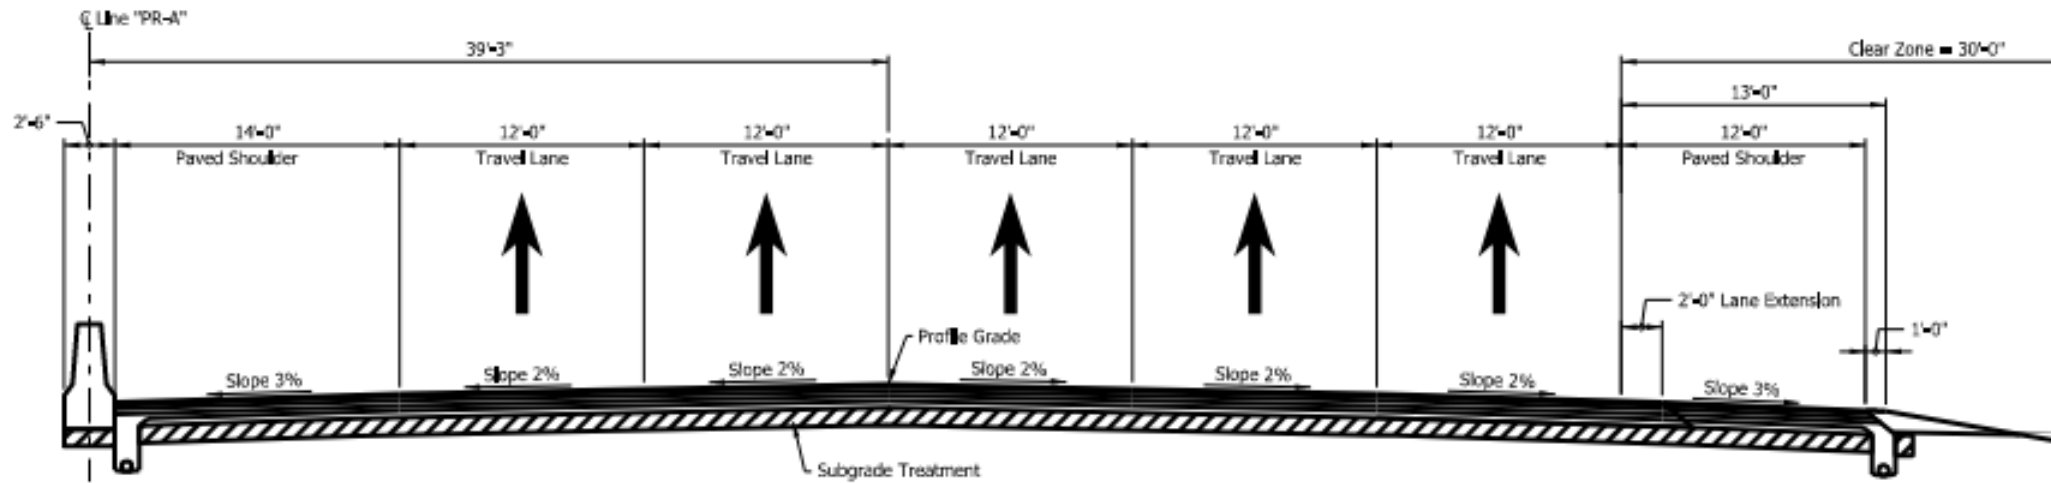 ℄ Line "PR-A"
39'-3"
Clear Zone = 30'-0"
13'-0"
2'-6"
14'-0" 12'-0" 12'-0" 12'-0" 12'-0" 12'-0" 12'-0"
Paved Shoulder Travel Lane Travel Lane Travel Lane Travel Lane Travel Lane Paved Shoulder
2'-0" Lane Extension
1'-0"
Profile Grade
Slope 3% Slope 2% Slope 2% Slope 2% Slope 2% Slope 2% Slope 3%
Subgrade Treatment